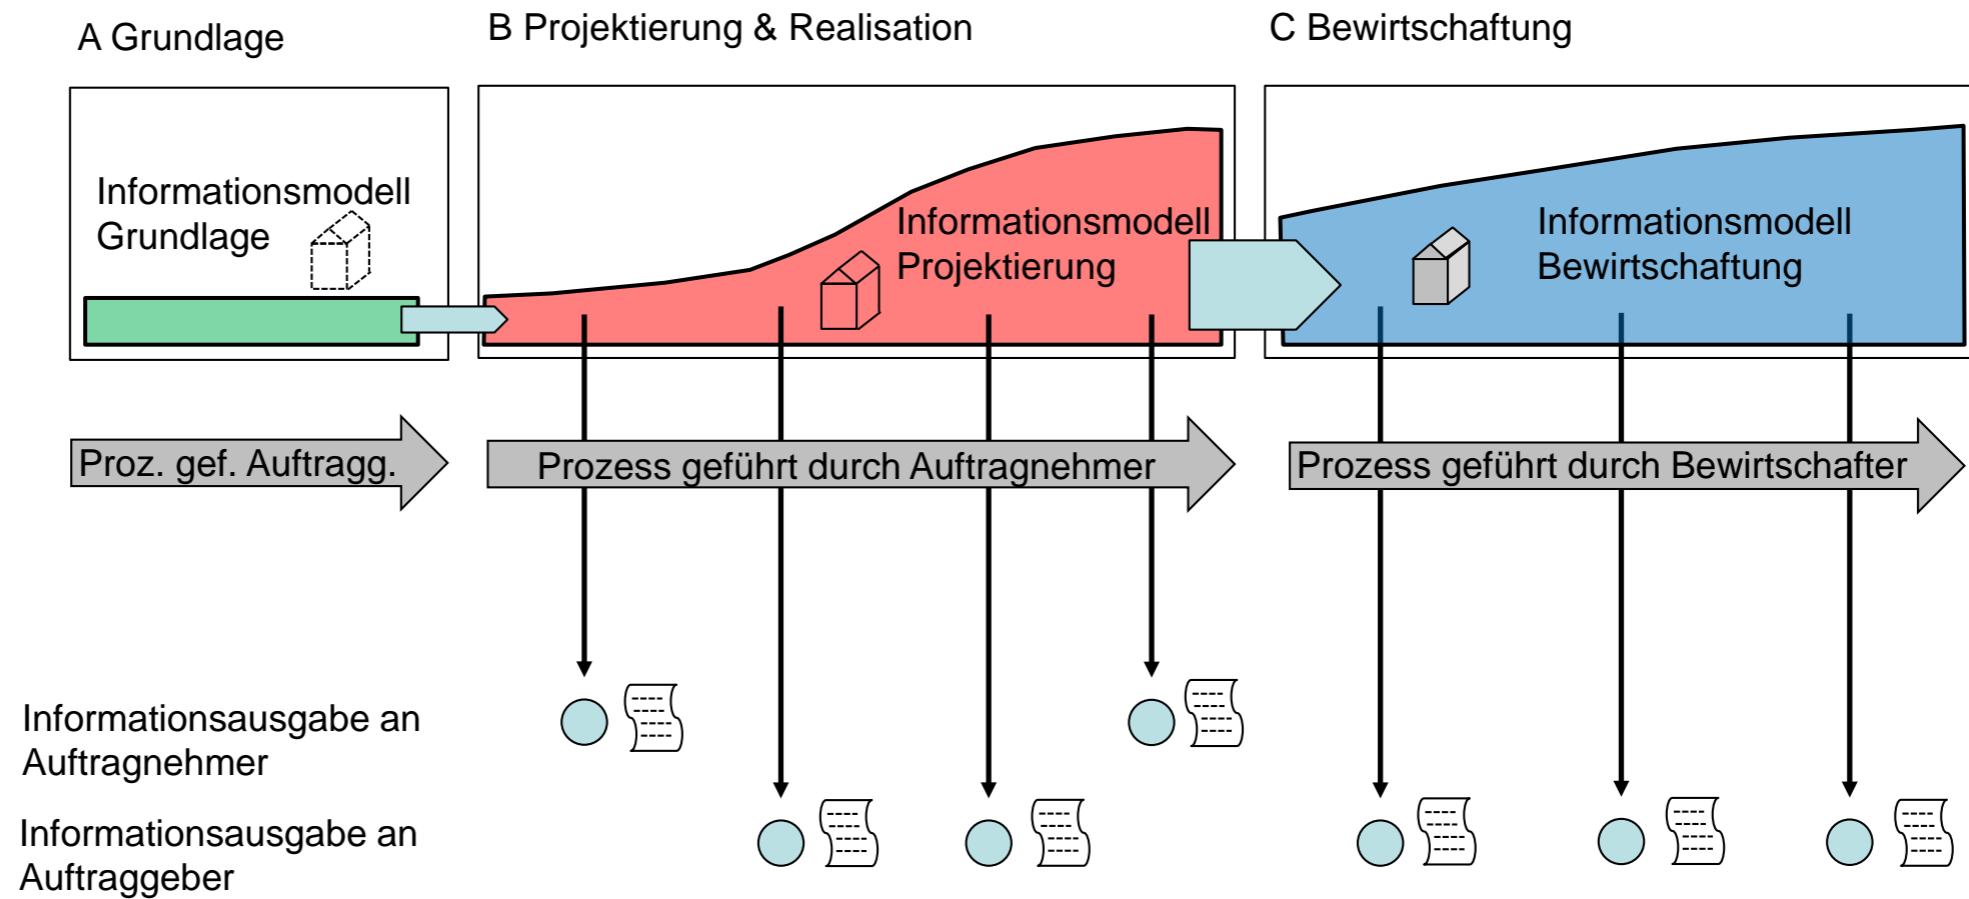 A Grundlage
B Projektierung & Realisation
C Bewirtschaftung
Informationsmodell
Grundlage
Informationsmodell
Projektierung
Informationsmodell
Bewirtschaftung
Proz. gef. Auftragg.
Prozess geführt durch Auftragnehmer
Prozess geführt durch Bewirtschafter
Informationsausgabe an
Auftragnehmer
Informationsausgabe an
Auftraggeber